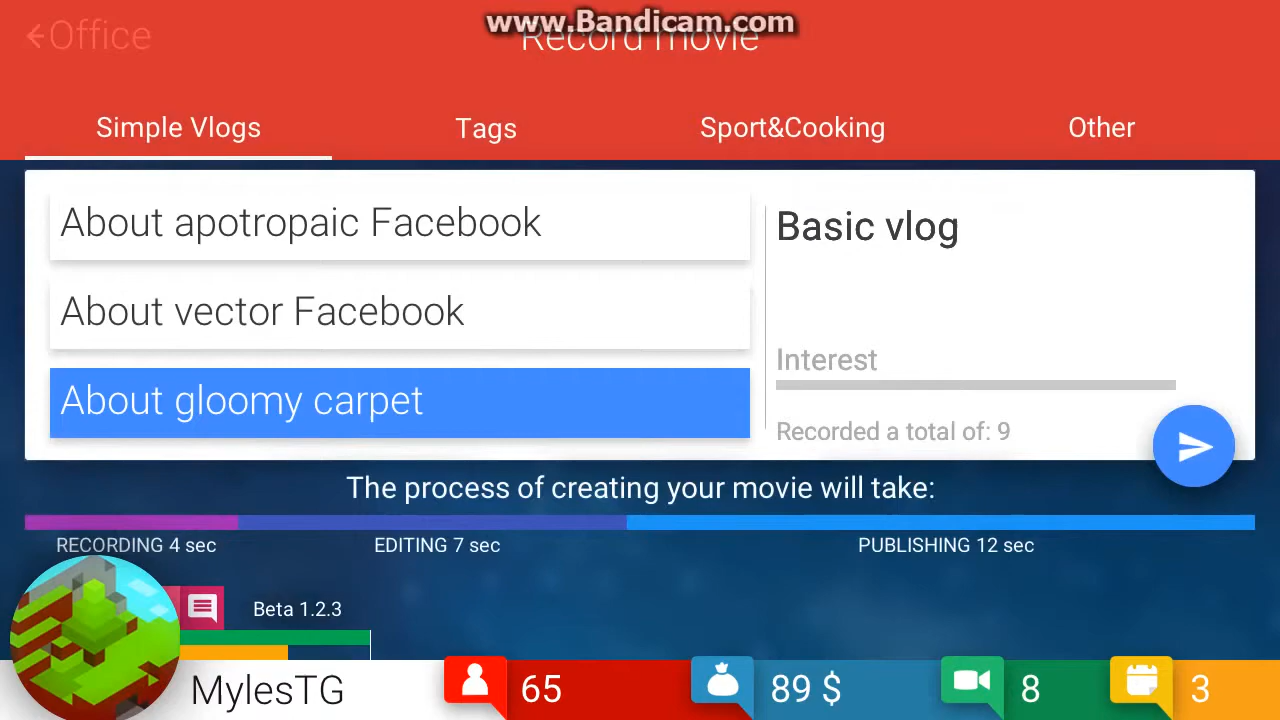 www.Bandicam.com
Office
Record movie
Simple Vlogs
Tags
Sport&Cooking
Other
About apotropaic Facebook
About vector Facebook
About gloomy carpet
Basic vlog
Interest
Recorded a total of: 9
The process of creating your movie will take:
RECORDING 4 sec
EDITING 7 sec
PUBLISHING 12 sec
Beta 1.2.3
MylesTG
65
89 $
8
3